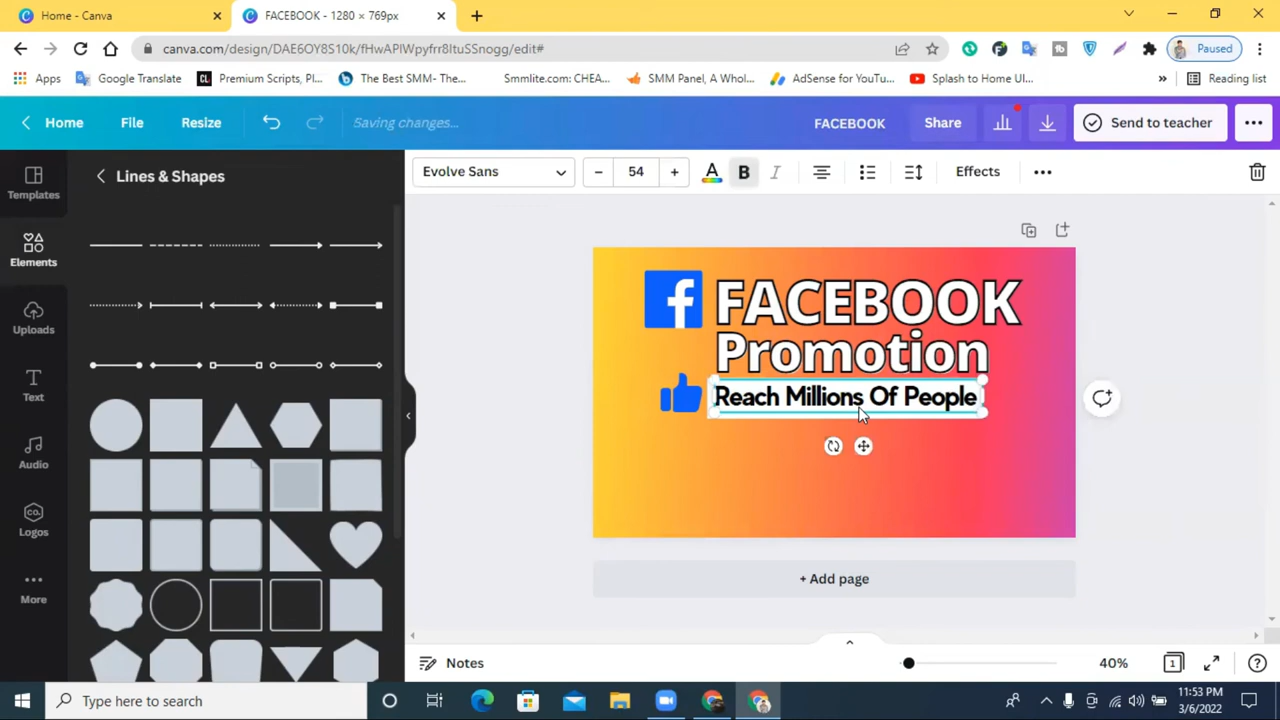 Home - Canva
FACEBOOK - 1280 × 769px
canva.com/design/DAE6OY8S10k/fHwAPlWpyfrr8ItuSSnogg/edit#
Paused
Apps
Google Translate
Premium Scripts, Pl...
The Best SMM- The...
Smmlite.com: CHEA...
SMM Panel, A Whol...
AdSense for YouTu...
Splash to Home UI...
»
Reading list
Home
File
Resize
Saving changes...
FACEBOOK
Share
Send to teacher
Templates
Elements
Uploads
Text
Audio
Logos
More
Lines & Shapes
Evolve Sans
54
A
B
I
Effects
FACEBOOK
Promotion
Reach Millions Of People
+ Add page
Notes
40%
1
Type here to search
11:53 PM
3/6/2022